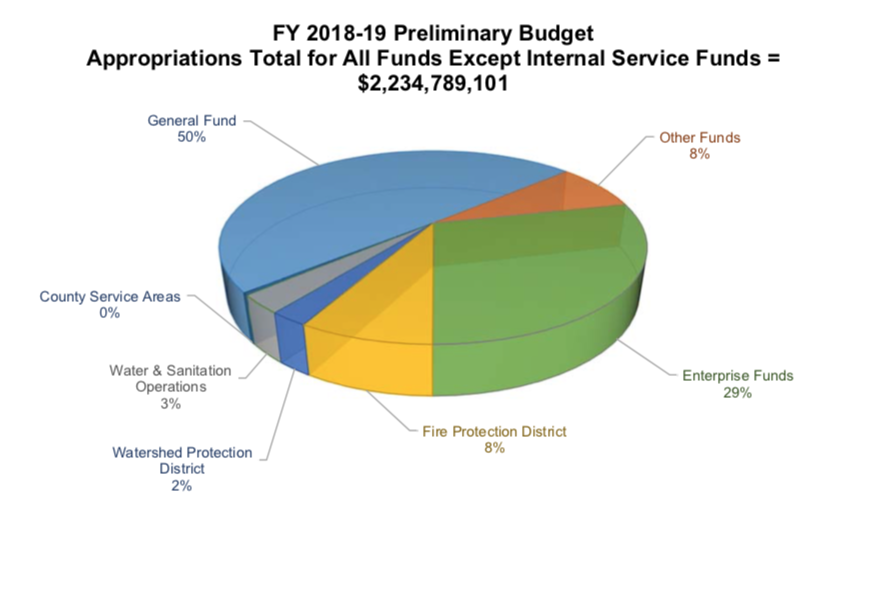 FY 2018-19 Preliminary Budget
Appropriations Total for All Funds Except Internal Service Funds =
$2,234,789,101
General Fund
50%
Other Funds
8%
County Service Areas
0%
Water & Sanitation
Operations
3%
Enterprise Funds
29%
Fire Protection District
8%
Watershed Protection
District
2%